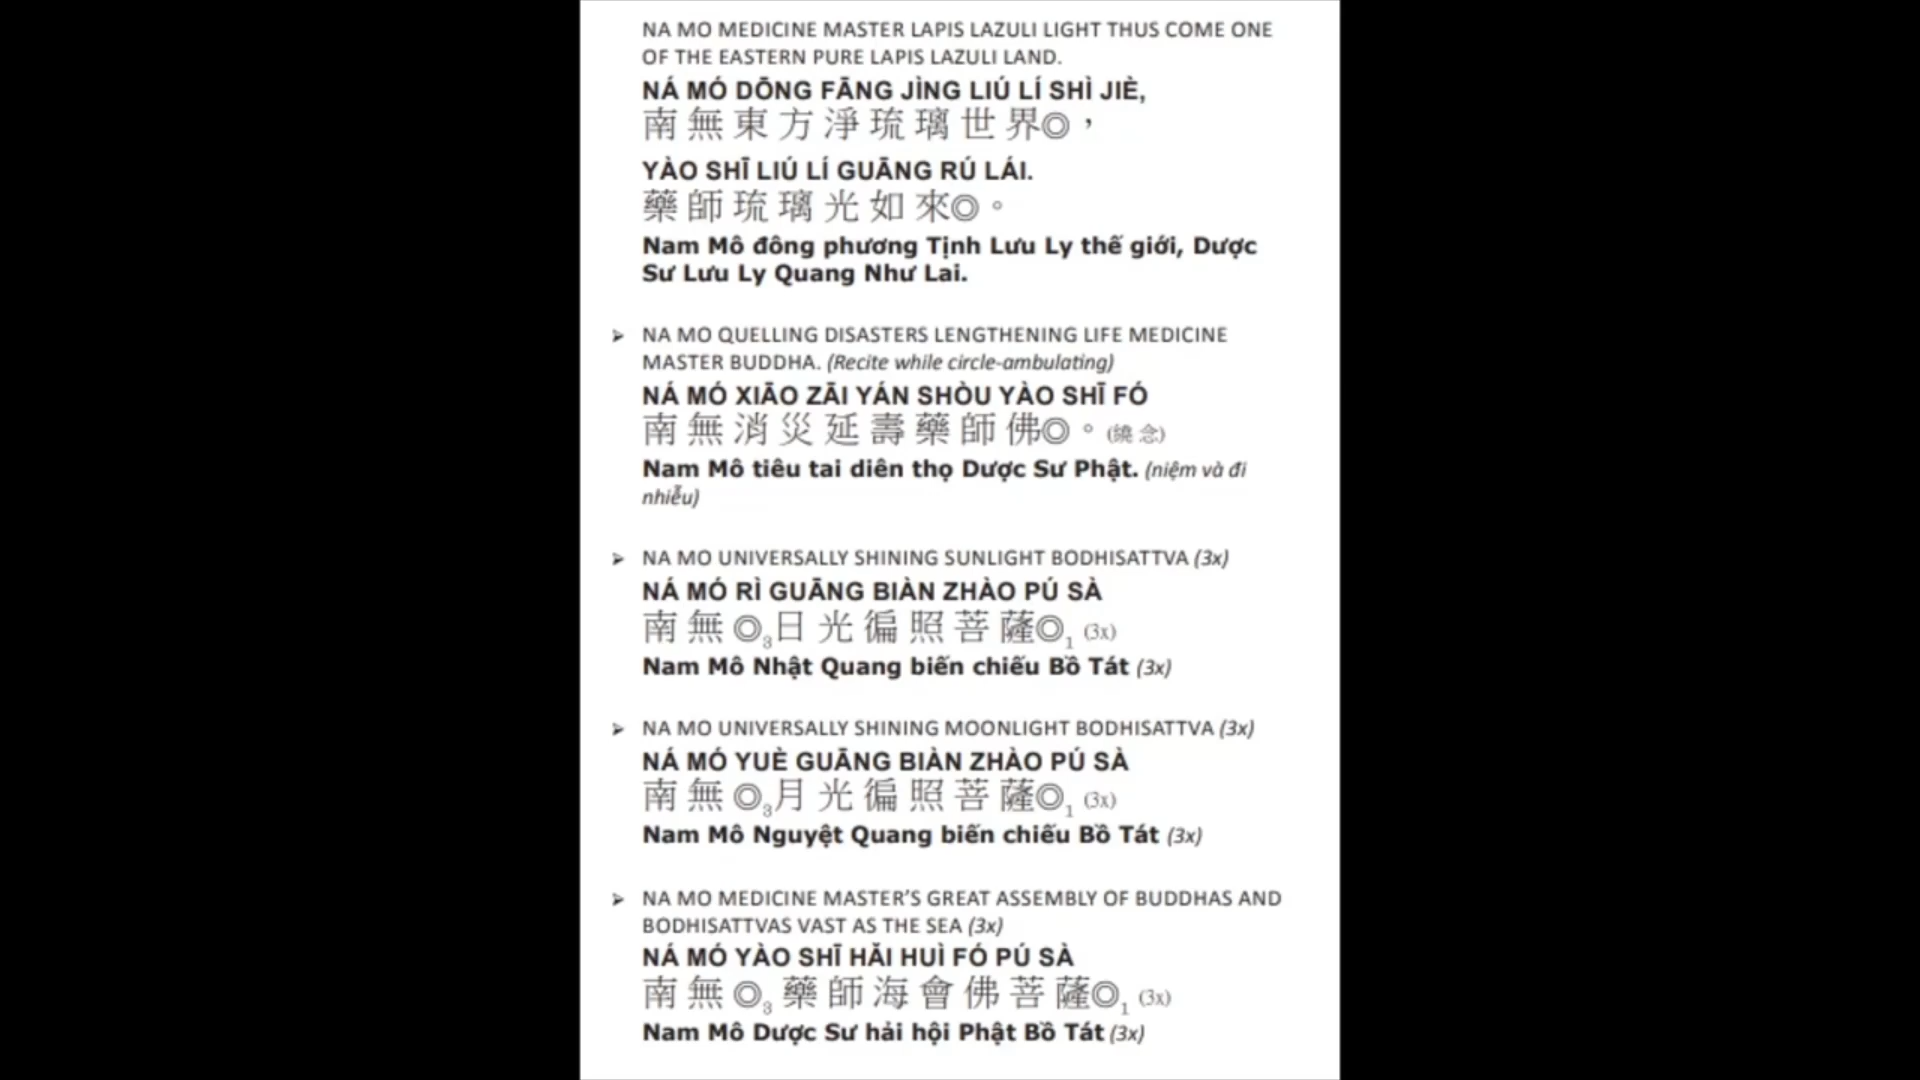 NA MO MEDICINE MASTER LAPIS LAZULI LIGHT THUS COME ONE
OF THE EASTERN PURE LAPIS LAZULI LAND.
NÁ MÓ DŌNG FĀNG JÌNG LIÚ LÍ SHÌ JIÈ,
南 無 東 方 淨 琉 璃 世 界◎,
YÀO SHĪ LIÚ LÍ GUĀNG RÚ LÁI.
藥 師 琉 璃 光 如 來◎。
Nam Mô đông phương Tịnh Lưu Ly thế giới, Dược
Sư Lưu Ly Quang Như Lai.
➢ NA MO QUELLING DISASTERS LENGTHENING LIFE MEDICINE
MASTER BUDDHA. (Recite while circle-ambulating)
NÁ MÓ XIĀO ZĀI YÁN SHÒU YÀO SHĪ FÓ
南 無 消 災 延 壽 藥 師 佛◎。(繞 念)
Nam Mô tiêu tai diên thọ Dược Sư Phật. (niệm và đi
nhiễu)
➢ NA MO UNIVERSALLY SHINING SUNLIGHT BODHISATTVA (3x)
NÁ MÓ RÌ GUĀNG BIÀN ZHÀO PÚ SÀ
南 無 ◎3日 光 徧 照 菩 薩◎1 (3x)
Nam Mô Nhật Quang biến chiếu Bồ Tát (3x)
➢ NA MO UNIVERSALLY SHINING MOONLIGHT BODHISATTVA (3x)
NÁ MÓ YUÈ GUĀNG BIÀN ZHÀO PÚ SÀ
南 無 ◎3月 光 徧 照 菩 薩◎1 (3x)
Nam Mô Nguyệt Quang biến chiếu Bồ Tát (3x)
➢ NA MO MEDICINE MASTER’S GREAT ASSEMBLY OF BUDDHAS AND
BODHISATTVAS VAST AS THE SEA (3x)
NÁ MÓ YÀO SHĪ HǍI HUÌ FÓ PÚ SÀ
南 無 ◎3 藥 師 海 會 佛 菩 薩◎1 (3x)
Nam Mô Dược Sư hải hội Phật Bồ Tát (3x)